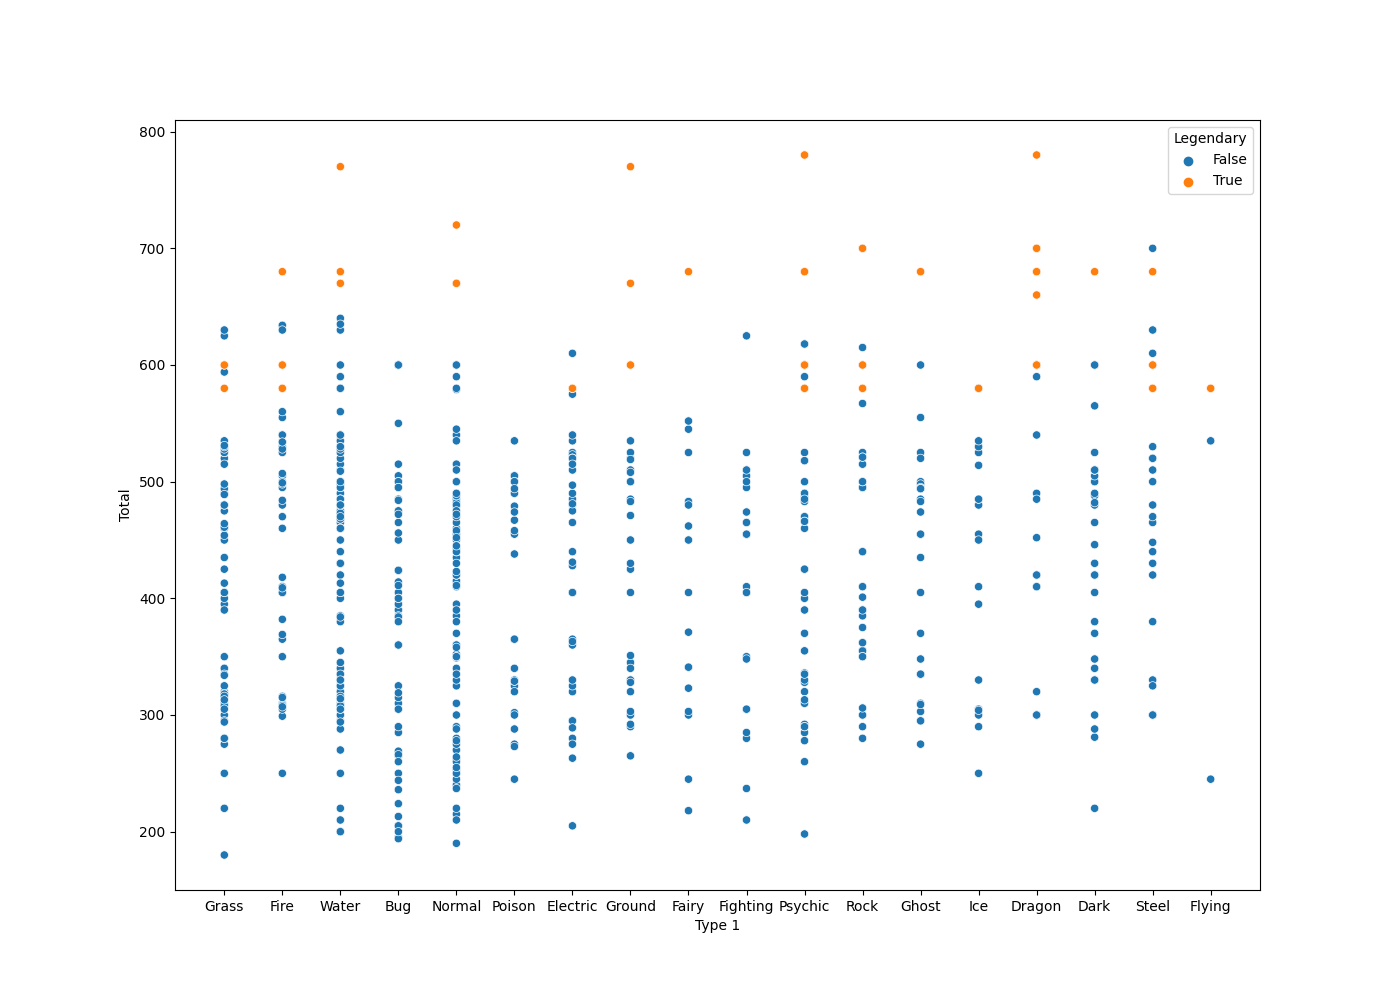 800
700
600
500
400
300
200
Total
Legendary
False
True
Grass Fire Water Bug Normal Poison Electric Ground Fairy Fighting Psychic Rock Ghost Ice Dragon Dark Steel Flying
Type 1